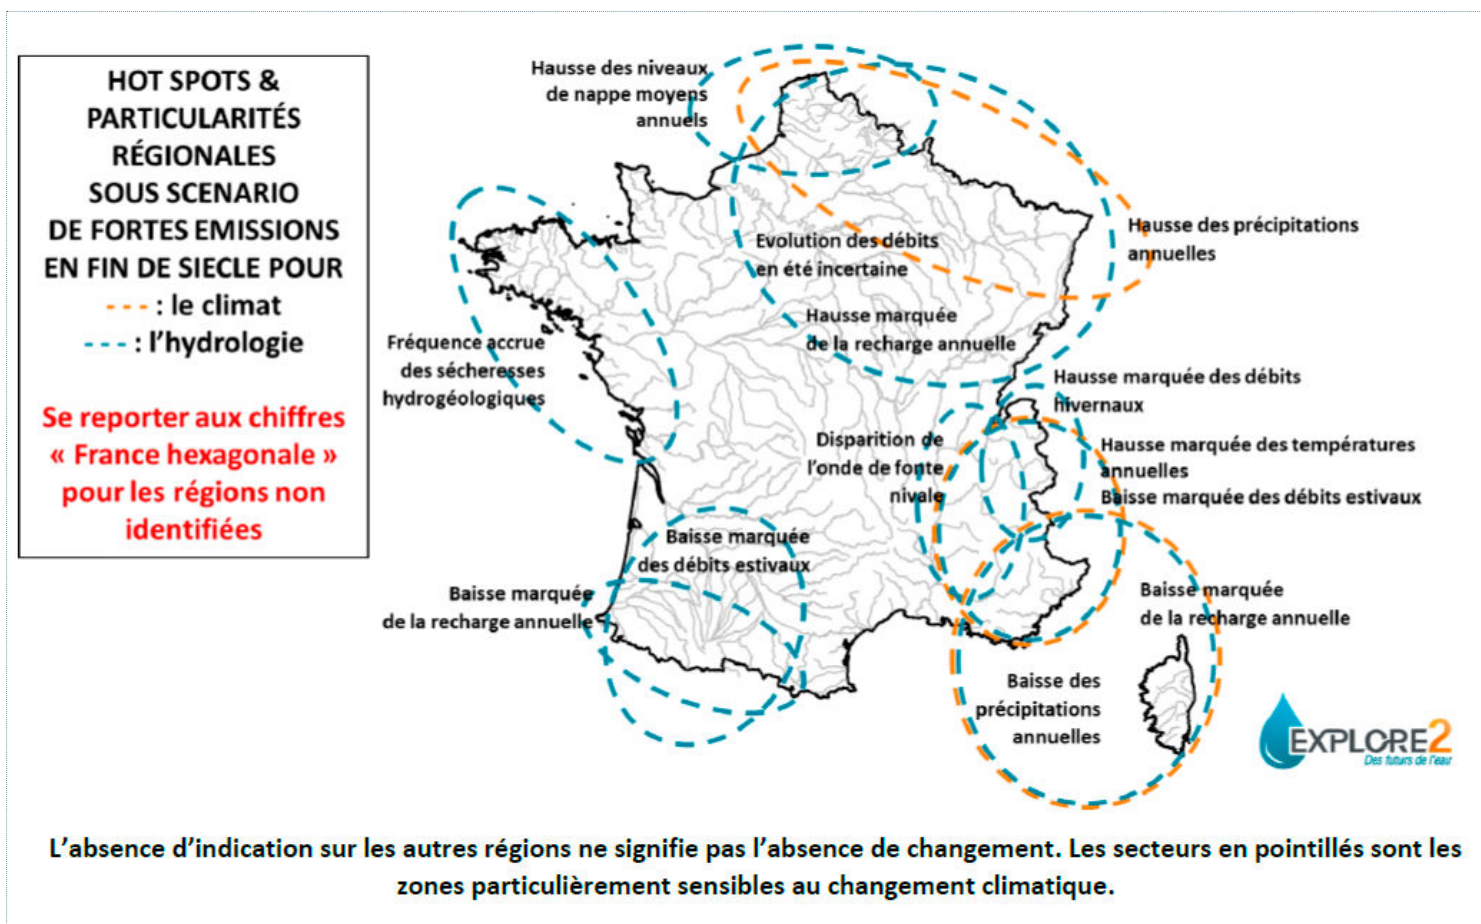 HOT SPOTS &
PARTICULARITÉS
RÉGIONALES
SOUS SCENARIO
DE FORTES EMISSIONS
EN FIN DE SIECLE POUR
- - - : le climat
- - - : l'hydrologie
Se reporter aux chiffres
« France hexagonale »
pour les régions non
identifiées
Hausse des niveaux
de nappe moyens
annuels
Hausse des précipitations
annuelles
Evolution des débits
en été incertaine
Hausse marquée
de la recharge annuelle
Fréquence accrue
des sécheresses
hydrogéologiques
Hausse marquée des débits
hivernaux
Disparition de
l'onde de fonte
nivale
Hausse marquée des températures
annuelles
Baisse marquée des débits estivaux
Baisse marquée
des débits estivaux
Baisse marquée
de la recharge annuelle
Baisse marquée
de la recharge annuelle
Baisse des
précipitations
annuelles
EXPLORE2
Des futurs de l'eau
L'absence d'indication sur les autres régions ne signifie pas l'absence de changement. Les secteurs en pointillés sont les
zones particulièrement sensibles au changement climatique.